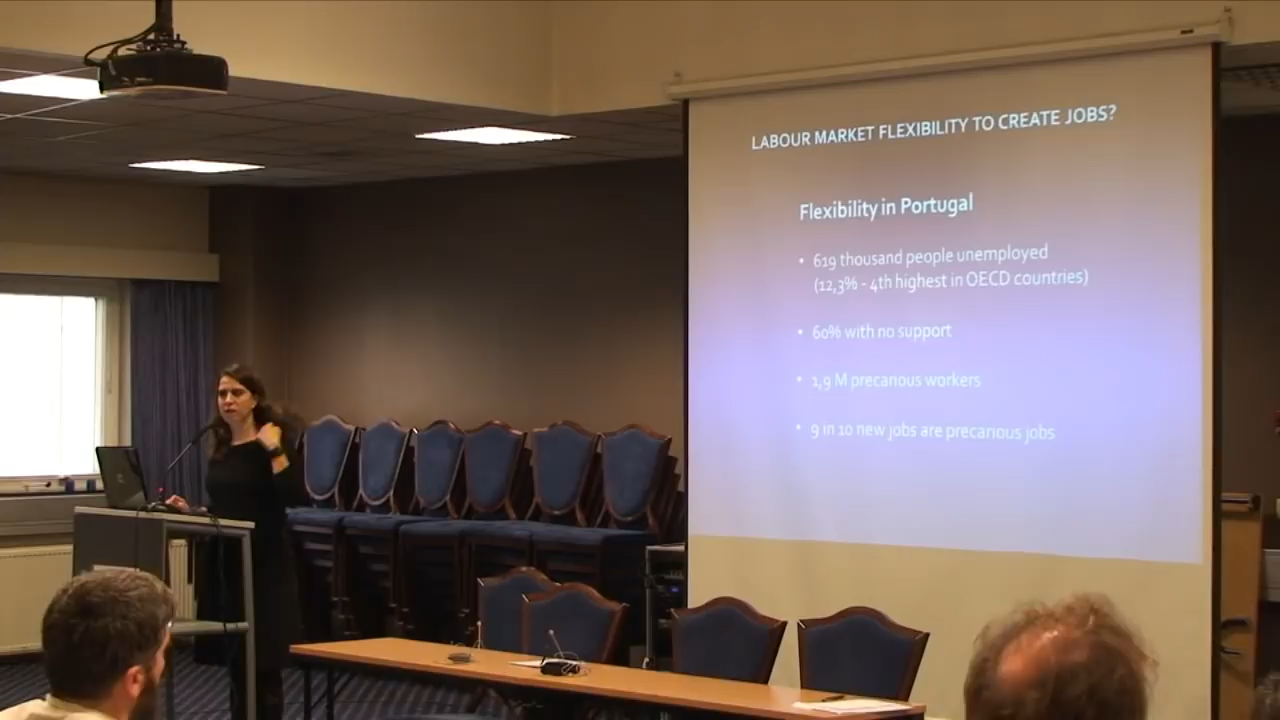 LABOUR MARKET FLEXIBILITY TO CREATE JOBS?
Flexibility in Portugal
• 619 thousand people unemployed
(12,3% - 4th highest in OECD countries)
• 60% with no support
• 1,9 M precarious workers
• 9 in 10 new jobs are precarious jobs